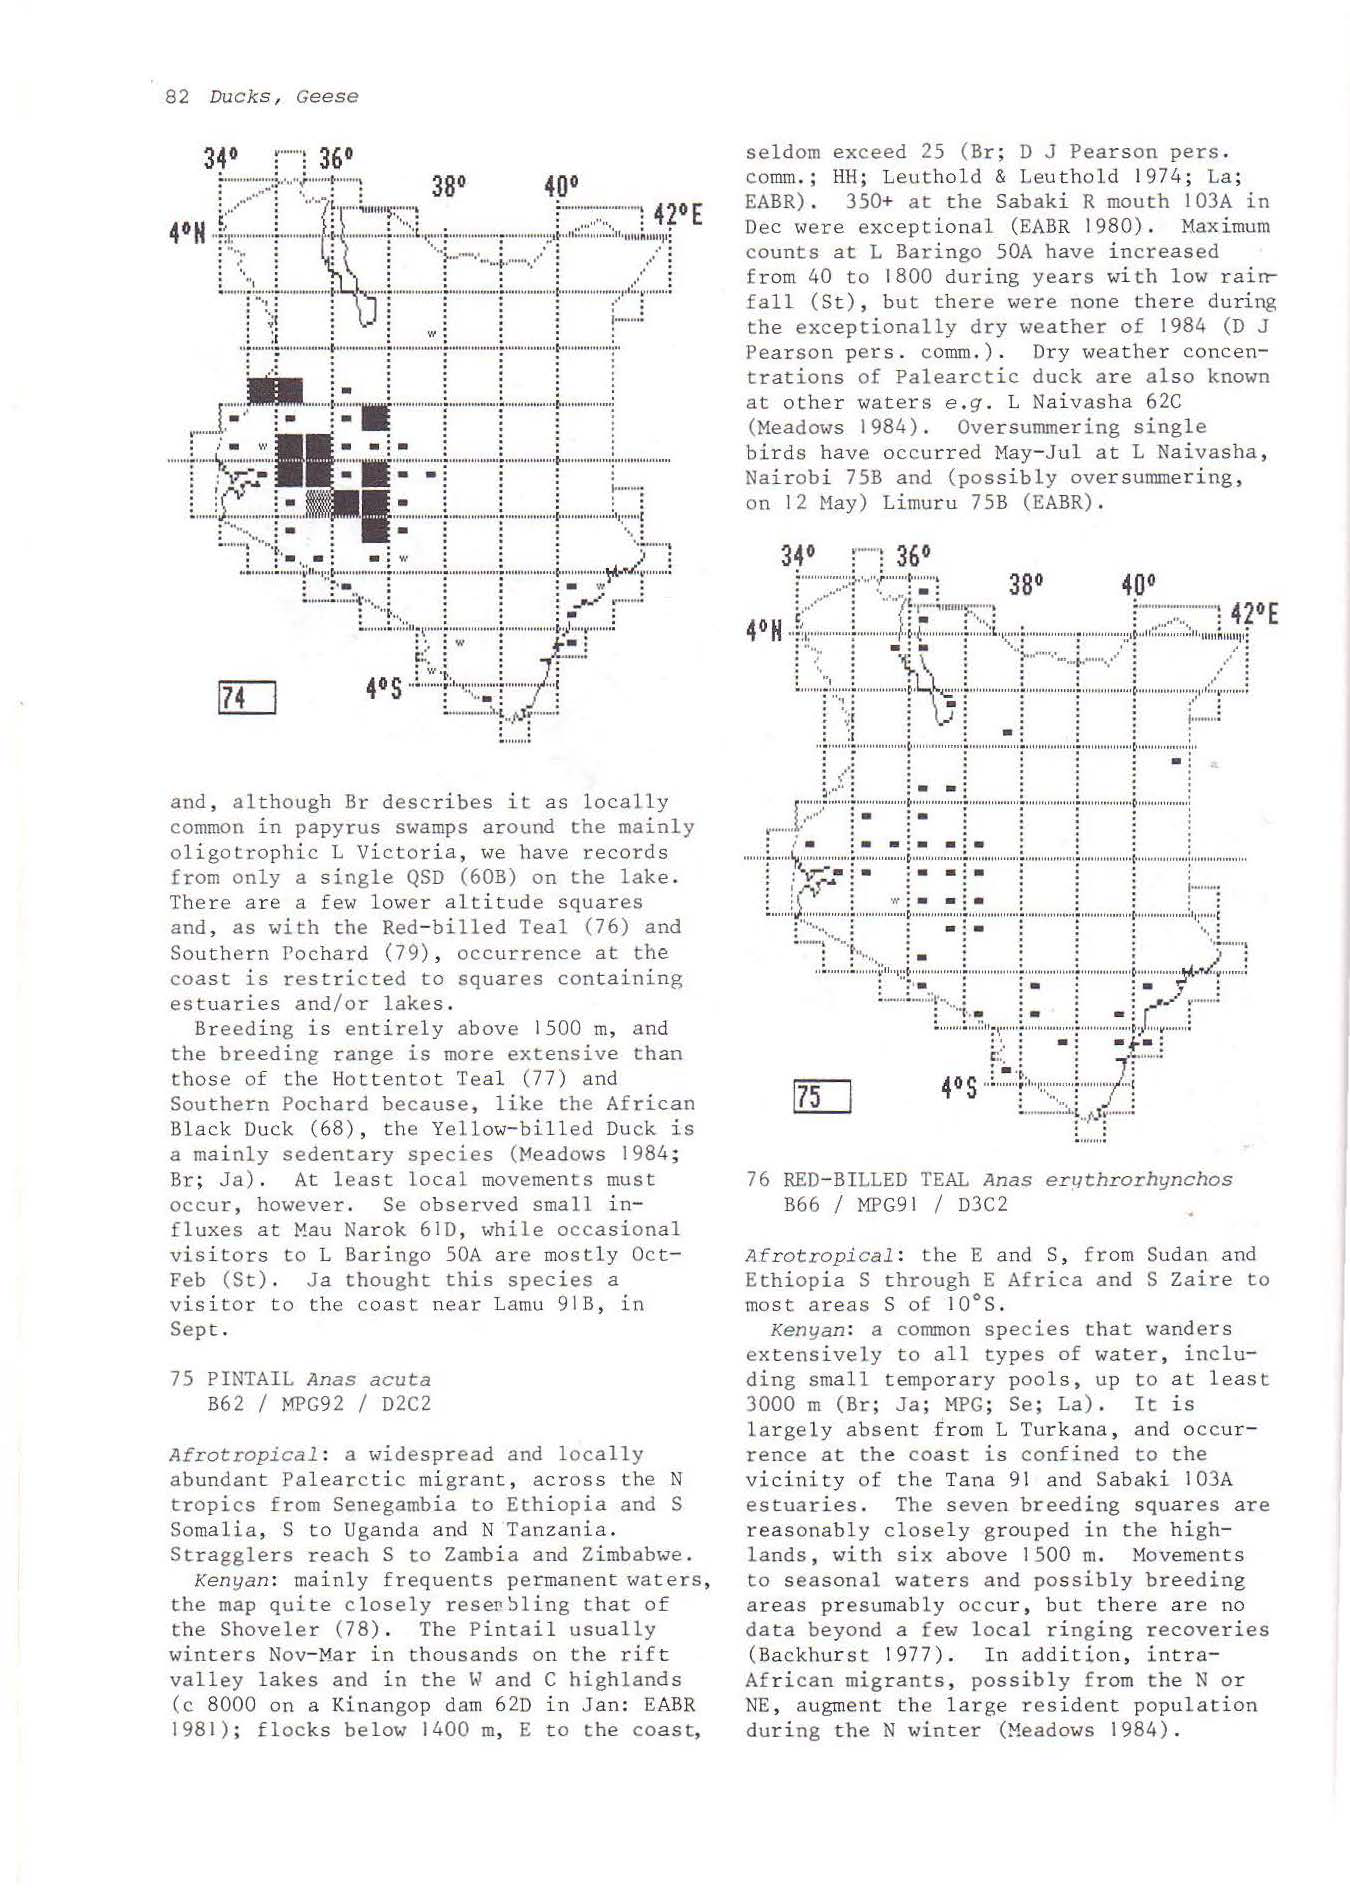 82 Ducks, Geese
34° 36°
38° 40°
42°E
4°N
w
w
w
w
w
w
4°S
74
and, although Br describes it as locally
common in papyrus swamps around the mainly
oligotrophic L Victoria, we have records
from only a single QSD (60B) on the lake.
There are a few lower altitude squares
and, as with the Red-billed Teal (76) and
Southern Pochard (79), occurrence at the
coast is restricted to squares containing
estuaries and/or lakes.
Breeding is entirely above 1500 m, and
the breeding range is more extensive than
those of the Hottentot Teal (77) and
Southern Pochard because, like the African
Black Duck (68), the Yellow-billed Duck is
a mainly sedentary species (Meadows 1984;
Br; Ja). At least local movements must
occur, however. Se observed small in-
fluxes at Mau Narok 61D, while occasional
visitors to L Baringo 50A are mostly Oct-
Feb (St). Ja thought this species a
visitor to the coast near Lamu 91B, in
Sept.
75 PINTAIL Anas acuta
B62 / MPG92 / D2C2
Afrotropical: a widespread and locally
abundant Palearctic migrant, across the N
tropics from Senegambia to Ethiopia and S
Somalia, S to Uganda and N Tanzania.
Stragglers reach S to Zambia and Zimbabwe.
Kenyan: mainly frequents permanent waters,
the map quite closely resembling that of
the Shoveler (78). The Pintail usually
winters Nov-Mar in thousands on the rift
valley lakes and in the W and C highlands
(c 8000 on a Kinangop dam 62D in Jan: EABR
1981); flocks below 1400 m, E to the coast,
seldom exceed 25 (Br; D J Pearson pers.
comm.; HH; Leuthold & Leuthold 1974; La;
EABR). 350+ at the Sabaki R mouth 103A in
Dec were exceptional (EABR 1980). Maximum
counts at L Baringo 50A have increased
from 40 to 1800 during years with low rain-
fall (St), but there were none there during
the exceptionally dry weather of 1984 (D J
Pearson pers. comm.). Dry weather concen-
trations of Palearctic duck are also known
at other waters e.g. L Naivasha 62C
(Meadows 1984). Oversummering single
birds have occurred May-Jul at L Naivasha,
Nairobi 75B and (possibly oversummering,
on 12 May) Limuru 75B (EABR).
34° 36°
38° 40°
42°E
4°N
w
4°S
75
76 RED-BILLED TEAL Anas erythrorhynchos
B66 / MPG91 / D3C2
Afrotropical: the E and S, from Sudan and
Ethiopia S through E Africa and S Zaire to
most areas S of 10°S.
Kenyan: a common species that wanders
extensively to all types of water, inclu-
ding small temporary pools, up to at least
3000 m (Br; Ja; MPG; Se; La). It is
largely absent from L Turkana, and occur-
rence at the coast is confined to the
vicinity of the Tana 91 and Sabaki 103A
estuaries. The seven breeding squares are
reasonably closely grouped in the high-
lands, with six above 1500 m. Movements
to seasonal waters and possibly breeding
areas presumably occur, but there are no
data beyond a few local ringing recoveries
(Backhurst 1977). In addition, intra-
African migrants, possibly from the N or
NE, augment the large resident population
during the N winter (Meadows 1984).